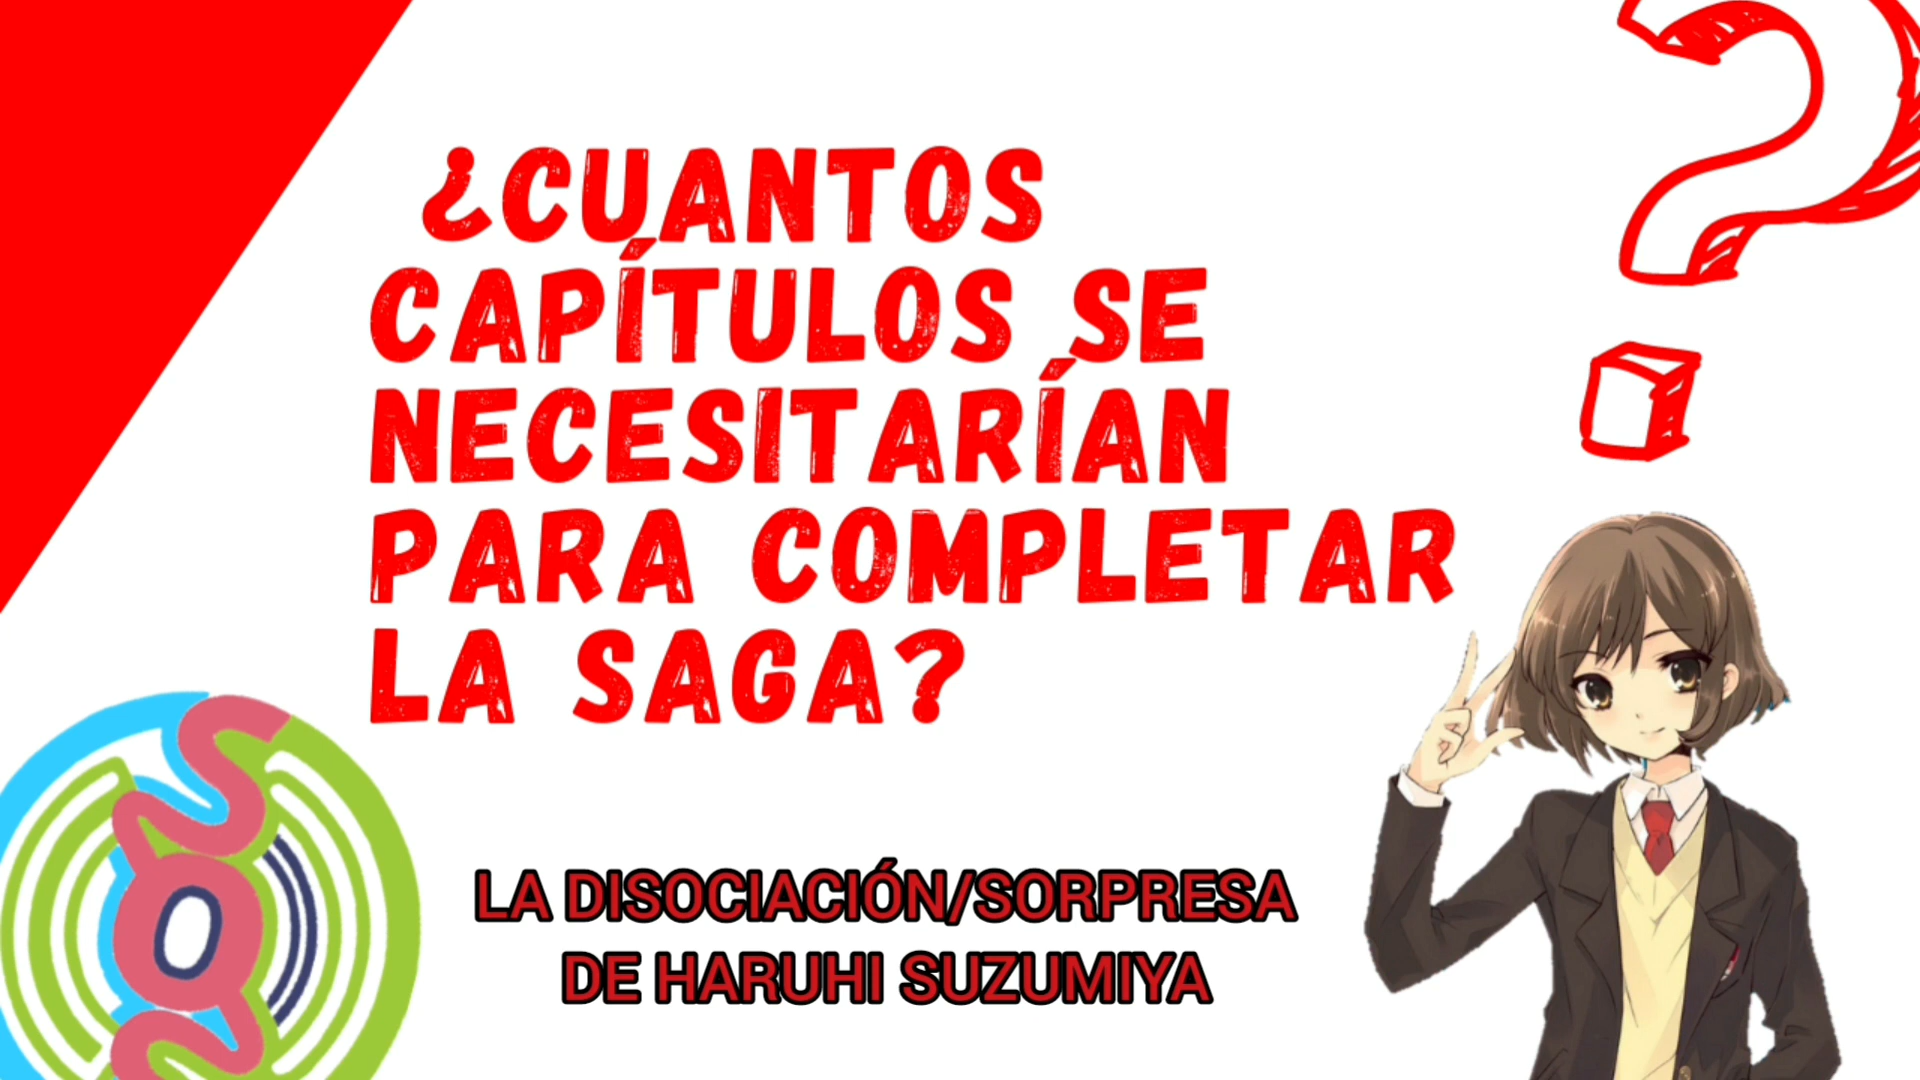 ¿CUANTOS
CAPÍTULOS SE
NECESITARÍAN
PARA COMPLETAR
LA SAGA?
LA DISOCIACIÓN/SORPRESA
DE HARUHI SUZUMIYA